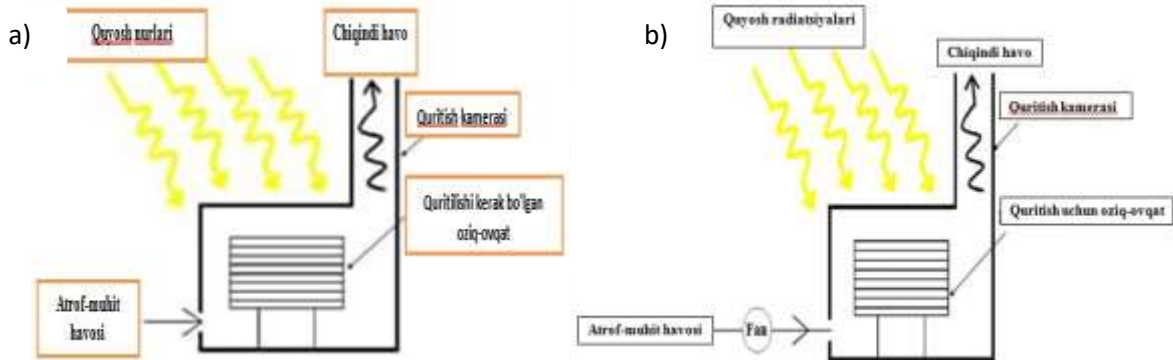 a)
Quyosh nurlari
Chiqindi havo
Quritish kamerasi
Quritilishi kerak bo'lgan
oziq-ovqat
Atrof-muhit
havosi
b)
Quyosh radiatsiyalari
Chiqindi havo
Quritish kamerasi
Quritish uchun oziq-ovqat
Atrof-muhit havosi
Fan